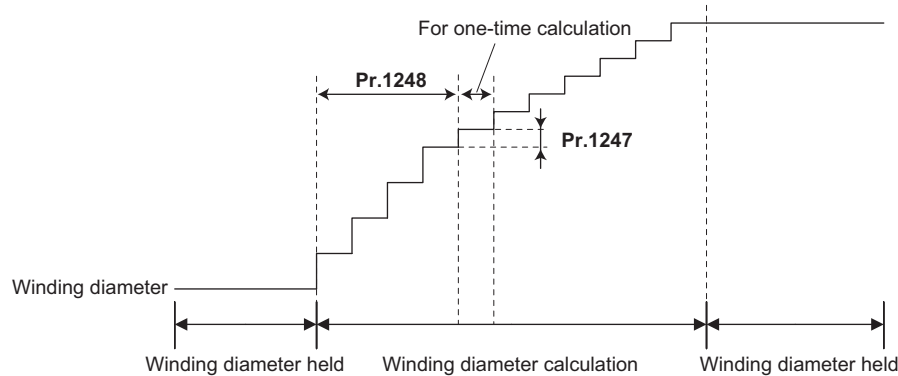 For one-time calculation
Pr.1248
Pr.1247
Winding diameter
Winding diameter held
Winding diameter calculation
Winding diameter held